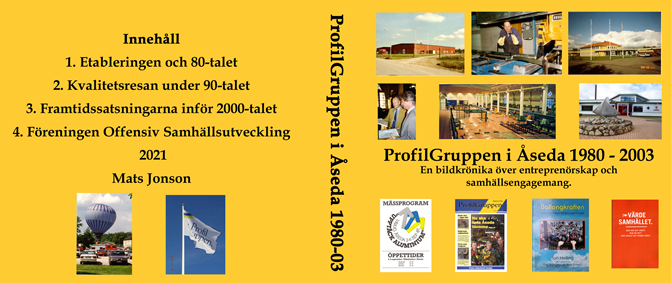 Innehåll
1. Etableringen och 80-talet
2. Kvalitetsresan under 90-talet
3. Framtidssatsningarna inför 2000-talet
4. Föreningen Offensiv Samhällsutveckling
2021
Mats Jonson
Profil
Gruppen
ProfilGruppen i Åseda 1980-03
ProfilGruppen i Åseda 1980 - 2003
En bildkrönika över entreprenörskap och
samhällsengagemang.
MÄSSPROGRAM
UPPTÄCK ALUMINIUM
ÖPPETTIDER
ProfilGruppen
VÄRDE
SAMHÄLLET.